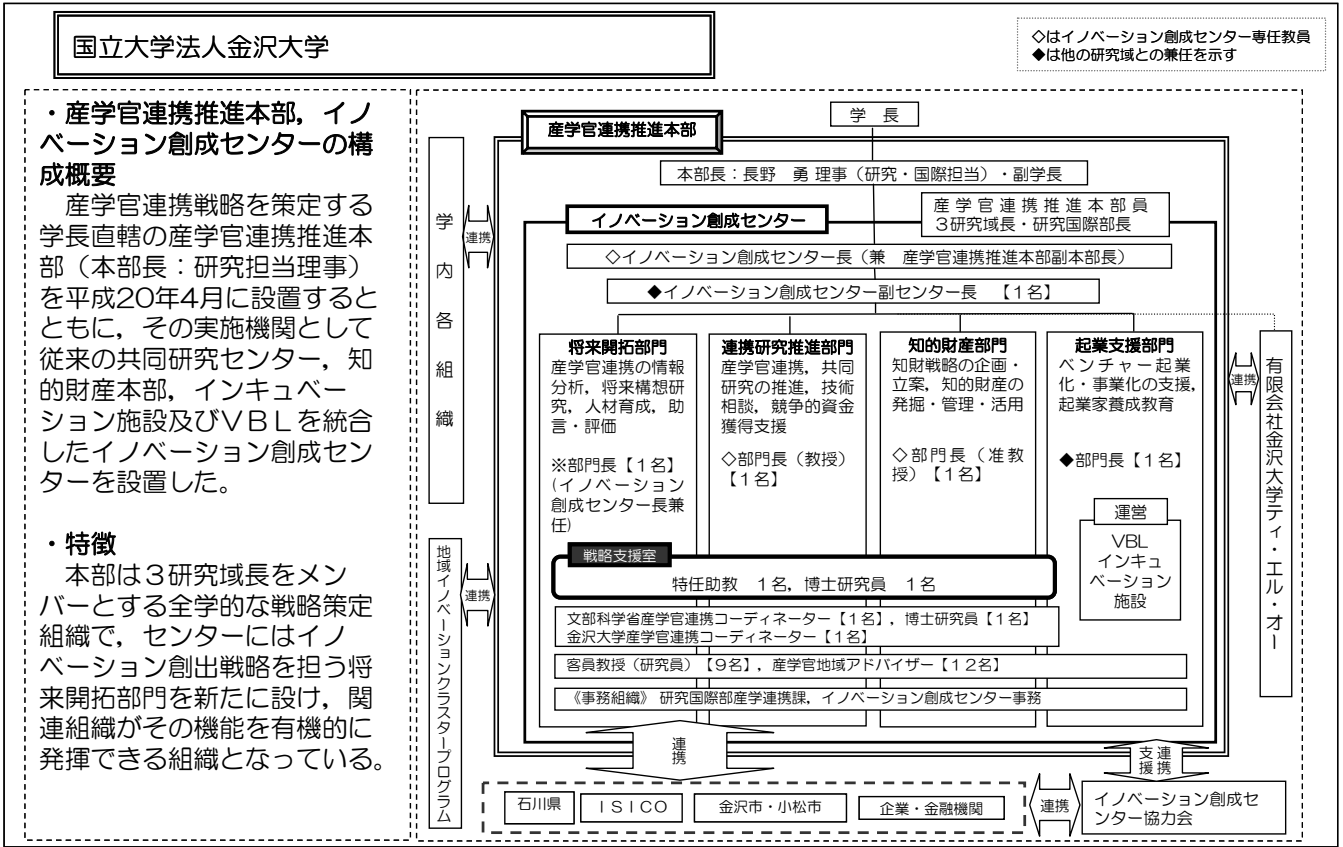 国立大学法人金沢大学
◇はイノベーション創成センター専任教員
◆は他の研究域との兼任を示す
・産学官連携推進本部，イノ
ベーション創成センターの構
成概要
産学官連携戦略を策定する
学長直轄の産学官連携推進本
部（本部長：研究担当理事）
を平成20年4月に設置すると
ともに，その実施機関として
従来の共同研究センター，知
的財産本部，インキュベー
ション施設及びＶＢＬを統合
したイノベーション創成セン
ターを設置した。
・特徴
本部は３研究域長をメン
バーとする全学的な戦略策定
組織で，センターにはイノ
ベーション創出戦略を担う将
来開拓部門を新たに設け，関
連組織がその機能を有機的に
発揮できる組織となっている。
学内各組織
連携
地域イノベーションクラスタープログラム
連携
学　長
産学官連携推進本部
本部長：長野　勇 理事（研究・国際担当）・副学長
産学官連携推進本部員
３研究域長・研究国際部長
イノベーション創成センター
◇イノベーション創成センター長（兼　産学官連携推進本部副本部長）
◆イノベーション創成センター副センター長　【１名】
将来開拓部門
産学官連携の情報
分析，将来構想研
究，人材育成，助
言・評価
※部門長【１名】
(イノベーション
創成センター長兼
任)
連携研究推進部門
産学官連携，共同
研究の推進，技術
相談，競争的資金
獲得支援
◇部門長（教授）
【１名】
知的財産部門
知財戦略の企画・
立案，知的財産の
発掘・管理・活用
◇部門長（准教
授）【１名】
起業支援部門
ベンチャー起業
化・事業化の支援，
起業家養成教育
◆部門長【１名】
運営
VBL
インキュ
ベーション
施設
戦略支援室
特任助教　１名，博士研究員　１名
文部科学省産学官連携コーディネーター【１名】，博士研究員【１名】
金沢大学産学官連携コーディネーター【１名】
客員教授（研究員）【９名】，産学官地域アドバイザー【１２名】
《事務組織》 研究国際部産学連携課，イノベーション創成センター事務
連携
有限会社金沢大学ティ・エル・オー
連携
石川県
ＩＳＩＣＯ
金沢市・小松市
企業・金融機関
連携
連携
支援
イノベーション創成セ
ンター協力会